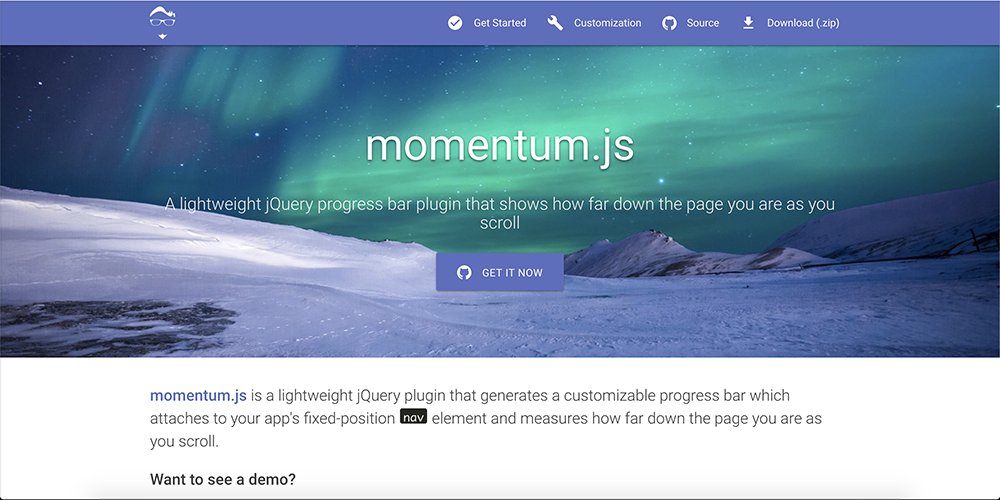 Get Started Customization Source Download (.zip)
momentum.js
A lightweight jQuery progress bar plugin that shows how far down the page you are as you
scroll
GET IT NOW
momentum.js is a lightweight jQuery plugin that generates a customizable progress bar which
attaches to your app's fixed-position nav element and measures how far down the page you are as
you scroll.
Want to see a demo?